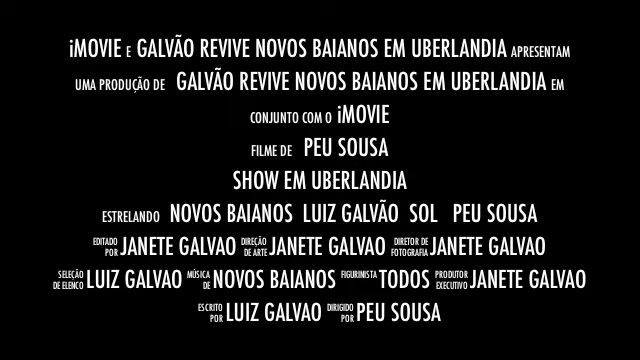 iMOVIE E GALVÃO REVIVE NOVOS BAIANOS EM UBERLANDIA APRESENTAM
UMA PRODUÇÃO DE GALVÃO REVIVE NOVOS BAIANOS EM UBERLANDIA EM
CONJUNTO COM O iMOVIE
FILME DE PEU SOUSA
SHOW EM UBERLANDIA
ESTRELANDO NOVOS BAIANOS LUIZ GALVÃO SOL PEU SOUSA
EDITADO POR JANETE GALVAO DIREÇÃO DE ARTE JANETE GALVAO DIRETOR DE FOTOGRAFIA JANETE GALVAO
SELEÇÃO DE ELENCO LUIZ GALVAO MÚSICA DE NOVOS BAIANOS FIGURINISTA TODOS PRODUTOR EXECUTIVO JANETE GALVAO
ESCRITO POR LUIZ GALVAO DIRIGIDO POR PEU SOUSA